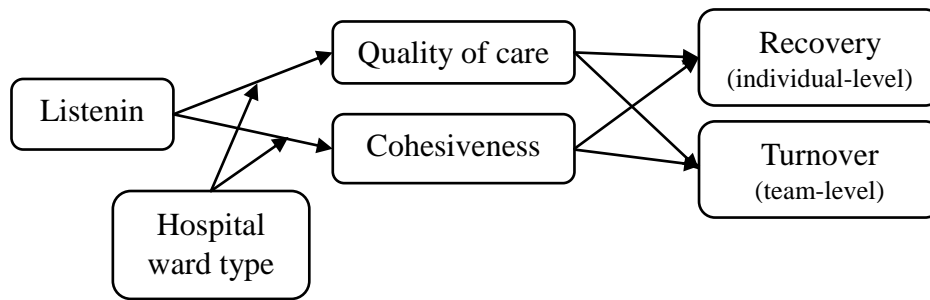 Listenin
Quality of care
Cohesiveness
Hospital
ward type
Recovery
(individual-level)
Turnover
(team-level)